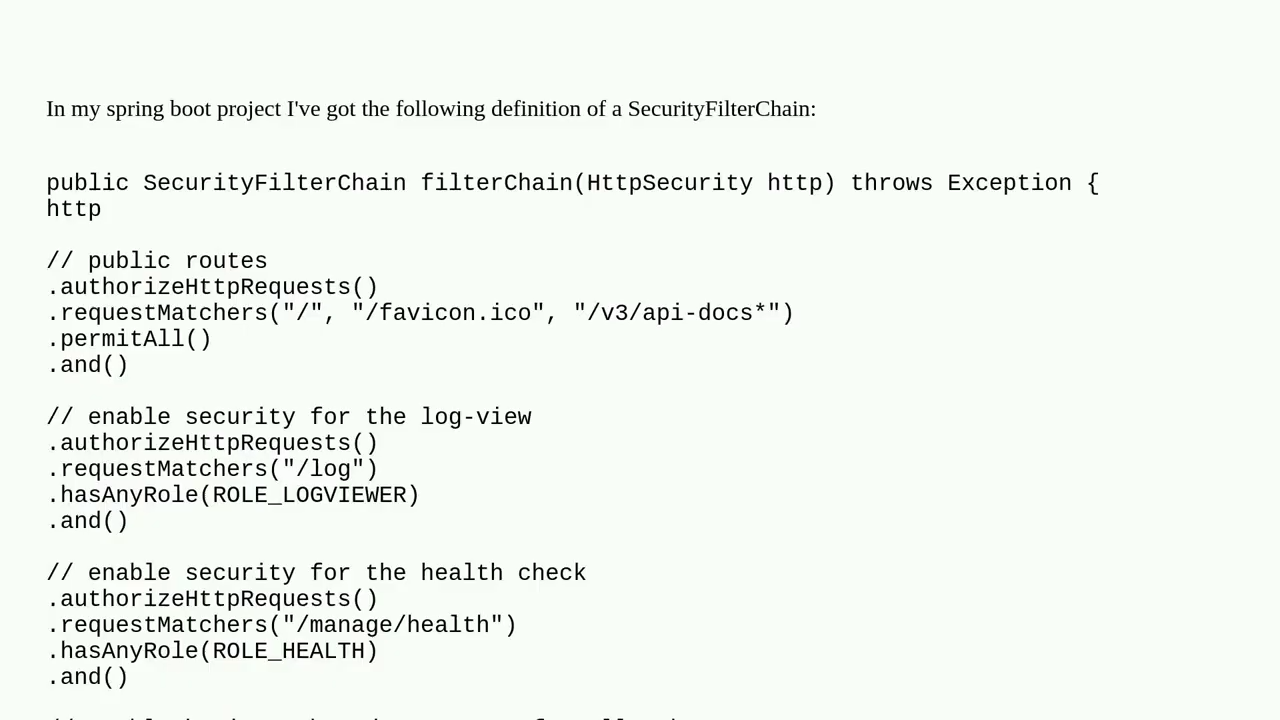 In my spring boot project I've got the following definition of a SecurityFilterChain:
public SecurityFilterChain filterChain(HttpSecurity http) throws Exception {
http
// public routes
.authorizeHttpRequests()
.requestMatchers("/", "/favicon.ico", "/v3/api-docs*")
.permitAll()
.and()
// enable security for the log-view
.authorizeHttpRequests()
.requestMatchers("/log")
.hasAnyRole(ROLE_LOGVIEWER)
.and()
// enable security for the health check
.authorizeHttpRequests()
.requestMatchers("/manage/health")
.hasAnyRole(ROLE_HEALTH)
.and()